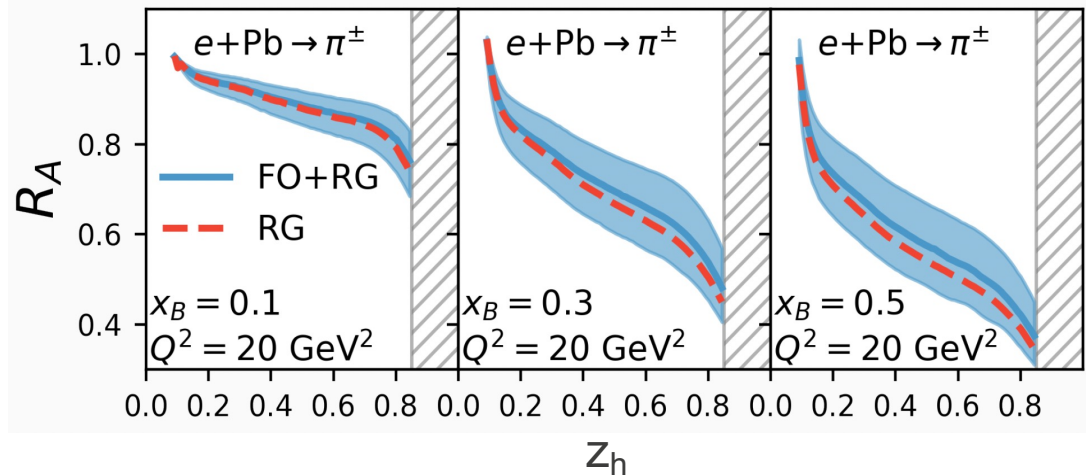 e+Pb → π± e+Pb → π± e+Pb → π±
1.0
0.8
0.6
0.4
R_A
FO+RG
RG
x_B = 0.1 x_B = 0.3 x_B = 0.5
Q² = 20 GeV² Q² = 20 GeV² Q² = 20 GeV²
0.0 0.2 0.4 0.6 0.8 0.0 0.2 0.4 0.6 0.8 0.0 0.2 0.4 0.6 0.8
z_h